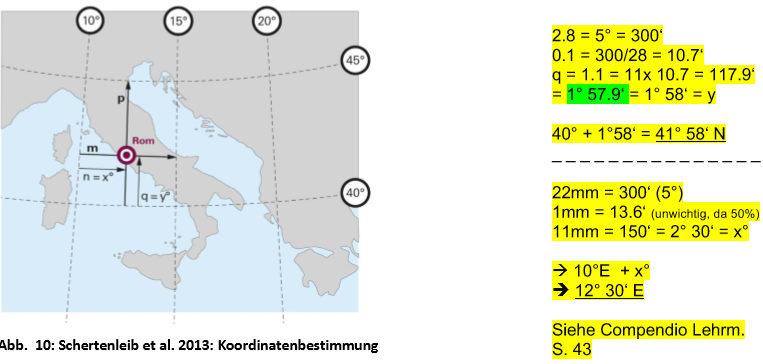 10°
15°
20°
45°
p
Rom
m
n = x°
q = y°
40°
Abb. 10: Schertenleib et al. 2013: Koordinatenbestimmung
2.8 = 5° = 300‘
0.1 = 300/28 = 10.7‘
q = 1.1 = 11x 10.7 = 117.9‘
= 1° 57.9‘ = 1° 58‘ = y
40° + 1°58‘ = 41° 58‘ N
22mm = 300‘ (5°)
1mm = 13.6‘ (unwichtig, da 50%)
11mm = 150‘ = 2° 30‘ = x°
→ 10°E + x°
→ 12° 30‘ E
Siehe Compendio Lehrm.
S. 43